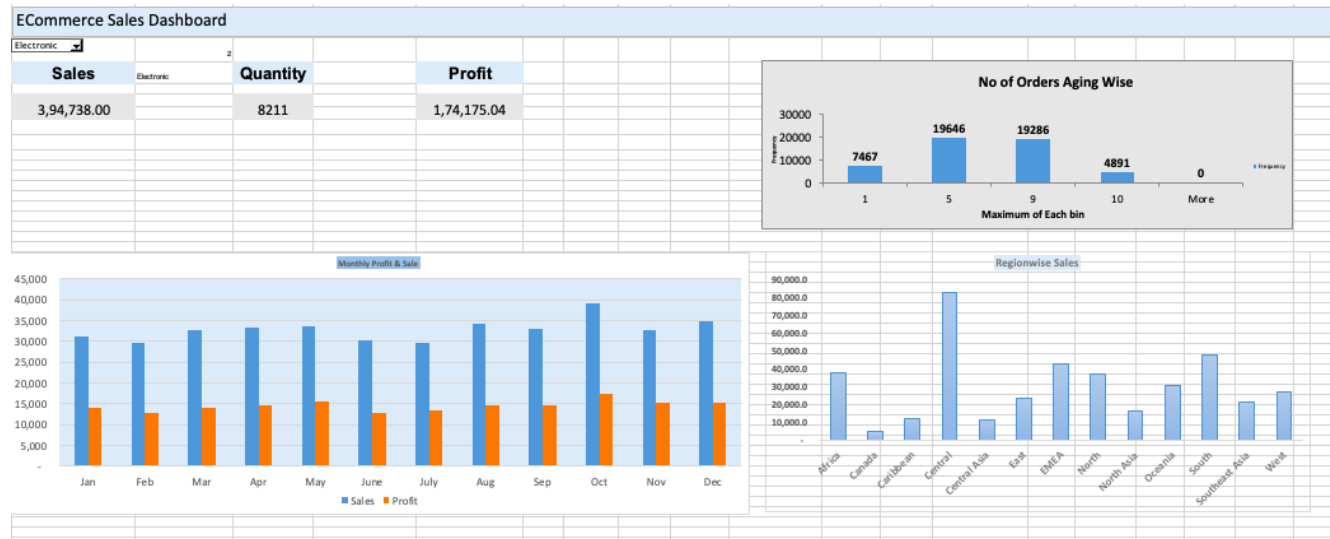 ECommerce Sales Dashboard
Electronic
2
Sales Electronic Quantity Profit
3,94,738.00 8211 1,74,175.04
No of Orders Aging Wise
30000
20000
10000
0
Frequency
7467 19646 19286 4891 0
1 5 9 10 More
Maximum of Each bin
Frequency
Monthly Profit & Sale
45,000
40,000
35,000
30,000
25,000
20,000
15,000
10,000
5,000
-
Jan Feb Mar Apr May June July Aug Sep Oct Nov Dec
Sales Profit
Regionwise Sales
90,000.0
80,000.0
70,000.0
60,000.0
50,000.0
40,000.0
30,000.0
20,000.0
10,000.0
-
Africa Canada Caribbean Central Central Asia East EMEA North North Asia Oceania South Southeast Asia West